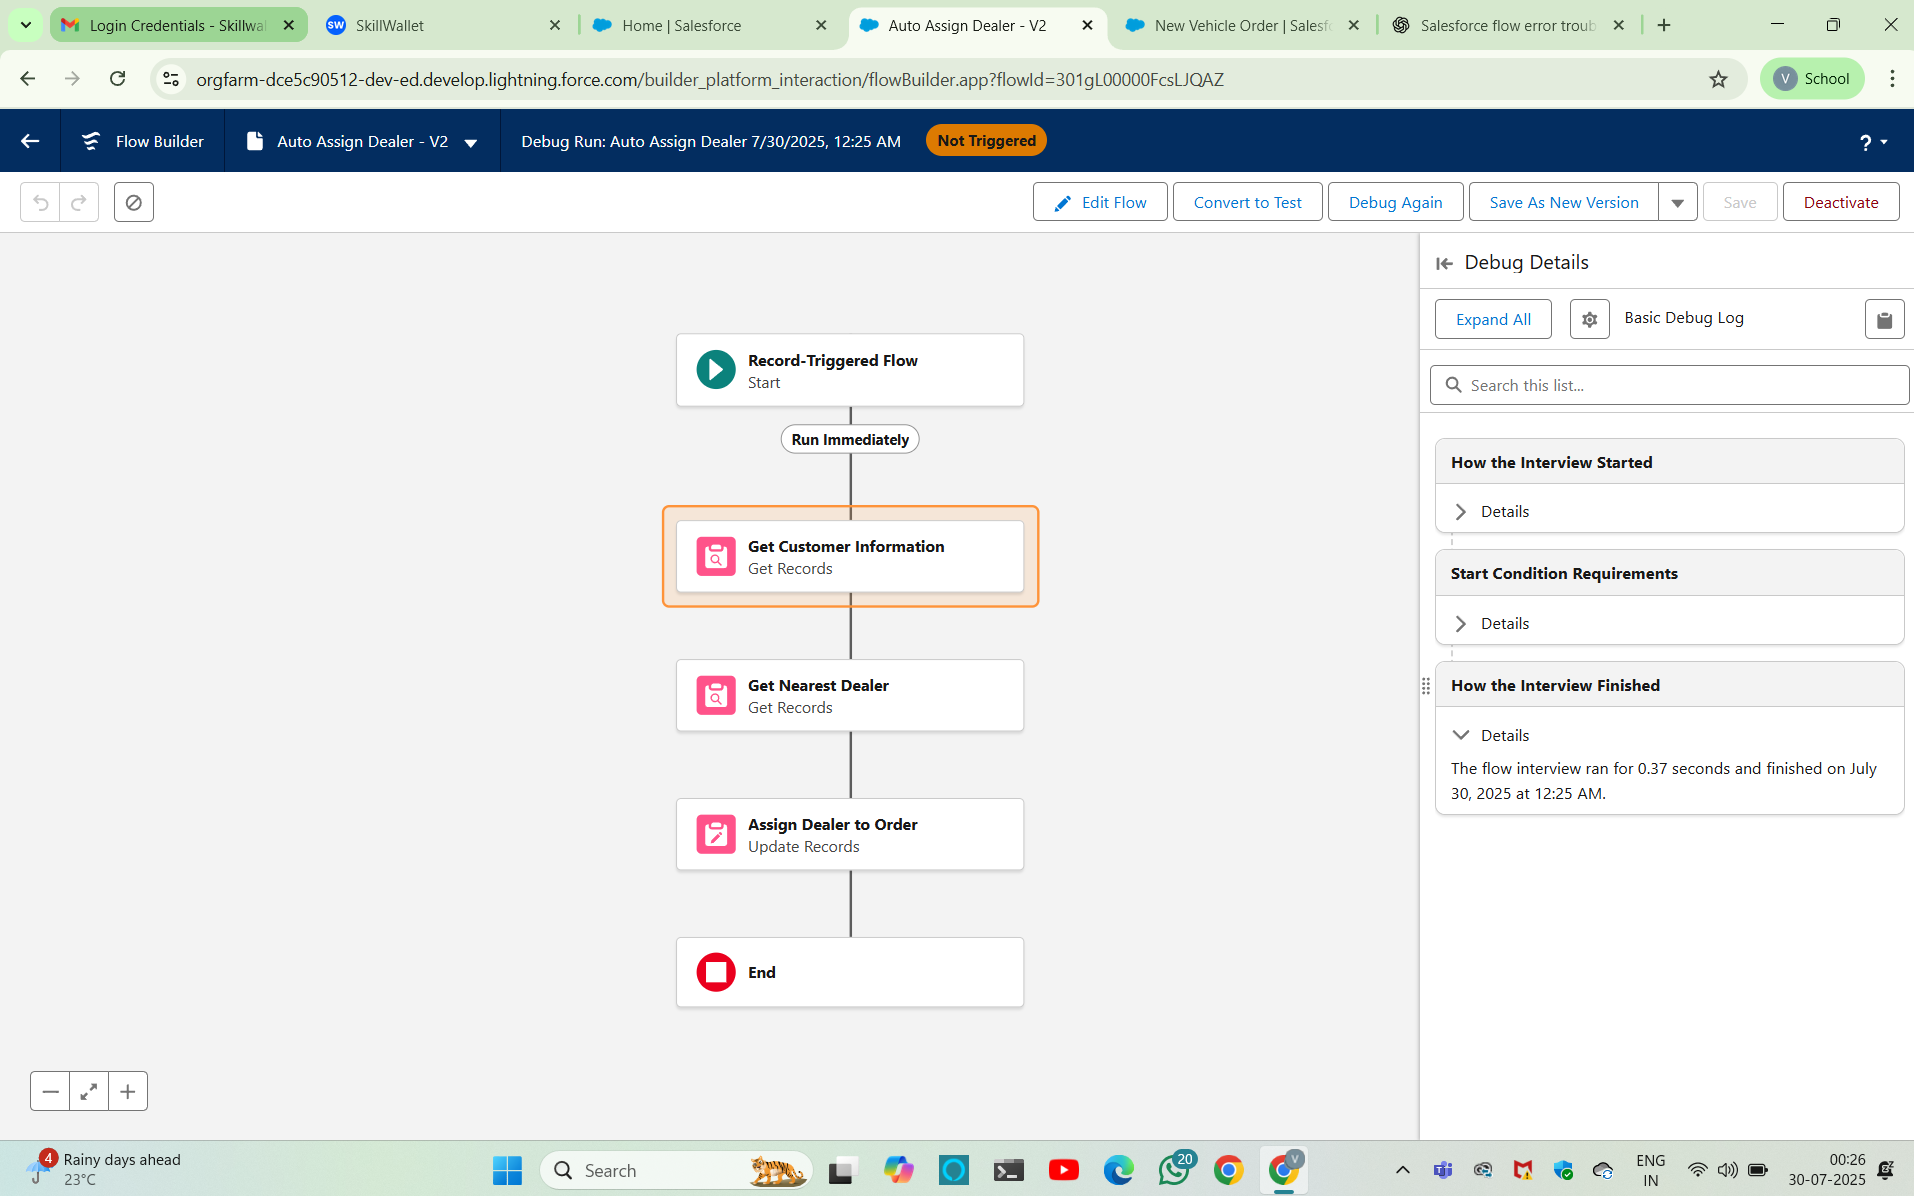 Login Credentials - Skillwal
SkillWallet
Home | Salesforce
Auto Assign Dealer - V2
New Vehicle Order | Salesfo
Salesforce flow error troub
orgfarm-dce5c90512-dev-ed.develop.lightning.force.com/builder_platform_interaction/flowBuilder.app?flowId=301gL00000FcsLJQAZ
V School
Flow Builder
Auto Assign Dealer - V2
Debug Run: Auto Assign Dealer 7/30/2025, 12:25 AM
Not Triggered
?
Edit Flow
Convert to Test
Debug Again
Save As New Version
Save
Deactivate
Record-Triggered Flow
Start
Run Immediately
Get Customer Information
Get Records
Get Nearest Dealer
Get Records
Assign Dealer to Order
Update Records
End
Debug Details
Expand All
Basic Debug Log
Search this list...
How the Interview Started
Details
Start Condition Requirements
Details
How the Interview Finished
Details
The flow interview ran for 0.37 seconds and finished on July
30, 2025 at 12:25 AM.
4
Rainy days ahead
23°C
Search
20
V
ENG
IN
00:26
30-07-2025